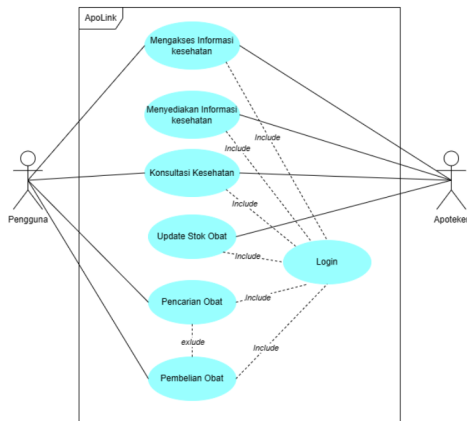 ApoLink
Mengakses Informasi
kesehatan
Include
Menyediakan Informasi
kesehatan
Include
Konsultasi Kesehatan
Include
Pengguna
Apoteker
Update Stok Obat
Include
Login
Pencarian Obat
Include
exlude
Include
Pembelian Obat